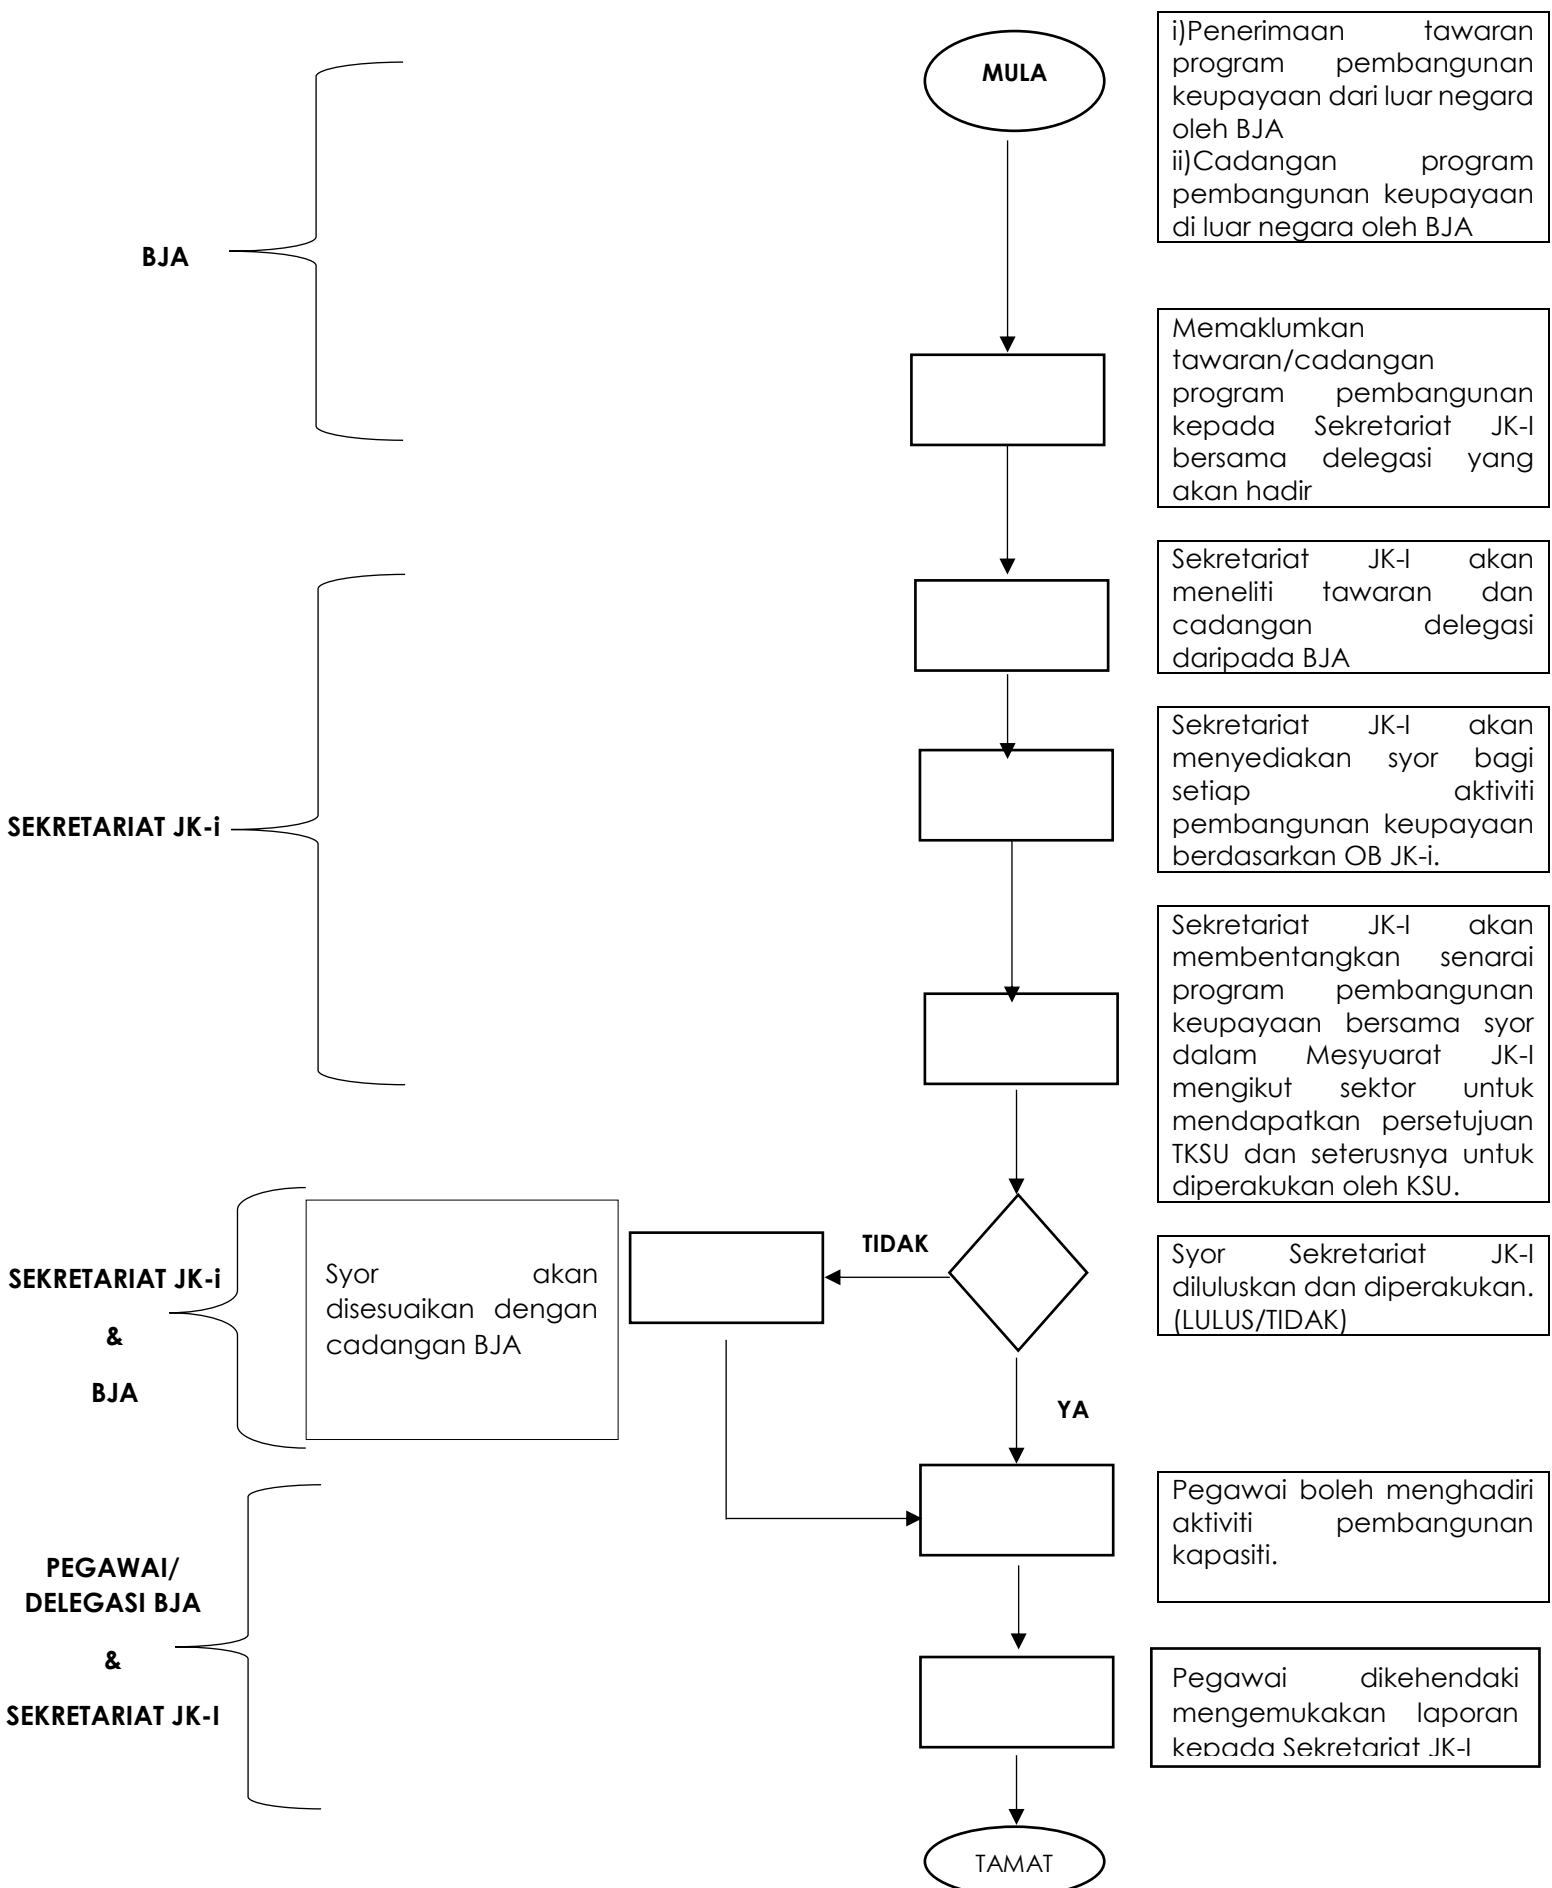 MULA
i)Penerimaan tawaran
program pembangunan
keupayaan dari luar negara
oleh BJA
ii)Cadangan program
pembangunan keupayaan
di luar negara oleh BJA
BJA
Memaklumkan
tawaran/cadangan
program pembangunan
kepada Sekretariat JK-I
bersama delegasi yang
akan hadir
Sekretariat JK-I akan
meneliti tawaran dan
cadangan delegasi
daripada BJA
Sekretariat JK-I akan
menyediakan syor bagi
setiap aktiviti
pembangunan keupayaan
berdasarkan OB JK-i.
SEKRETARIAT JK-i
Sekretariat JK-I akan
membentangkan senarai
program pembangunan
keupayaan bersama syor
dalam Mesyuarat JK-I
mengikut sektor untuk
mendapatkan persetujuan
TKSU dan seterusnya untuk
diperakukan oleh KSU.
SEKRETARIAT JK-i
&
BJA
Syor akan
disesuaikan dengan
cadangan BJA
TIDAK
Syor Sekretariat JK-I
diluluskan dan diperakukan.
(LULUS/TIDAK)
YA
Pegawai boleh menghadiri
aktiviti pembangunan
kapasiti.
PEGAWAI/
DELEGASI BJA
&
SEKRETARIAT JK-I
Pegawai dikehendaki
mengemukakan laporan
kepada Sekretariat JK-I
TAMAT